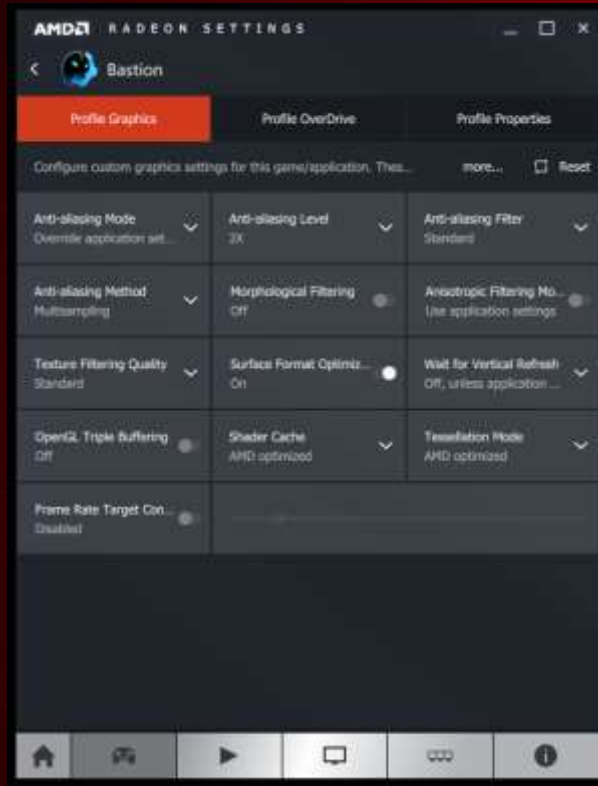 AMD RADEON SETTINGS
Bastion
Profile Graphics
Profile OverDrive
Profile Properties
Configure custom graphics settings for this game/application. Thes...
more...
Reset
Anti-aliasing Mode
Override application set...
Anti-aliasing Level
2X
Anti-aliasing Filter
Standard
Anti-aliasing Method
Multisampling
Morphological Filtering
Off
Anisotropic Filtering Mo...
Use application settings
Texture Filtering Quality
Standard
Surface Format Optimiz...
On
Wait for Vertical Refresh
Off, unless application ...
OpenGL Triple Buffering
Off
Shader Cache
AMD optimized
Tessellation Mode
AMD optimized
Frame Rate Target Con...
Disabled